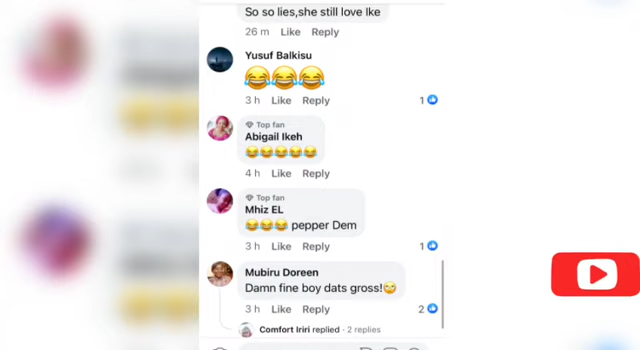 So so lies,she still love Ike
26 m Like Reply
Yusuf Balkisu
😂😂😂
3 h Like Reply 1
Top fan
Abigail Ikeh
😂😂😂😂😂
4 h Like Reply
Top fan
Mhiz EL
😂😂😂 pepper Dem
3 h Like Reply 1
Mubiru Doreen
Damn fine boy dats gross!🙄
3 h Like Reply 2
Comfort Iriri replied · 2 replies